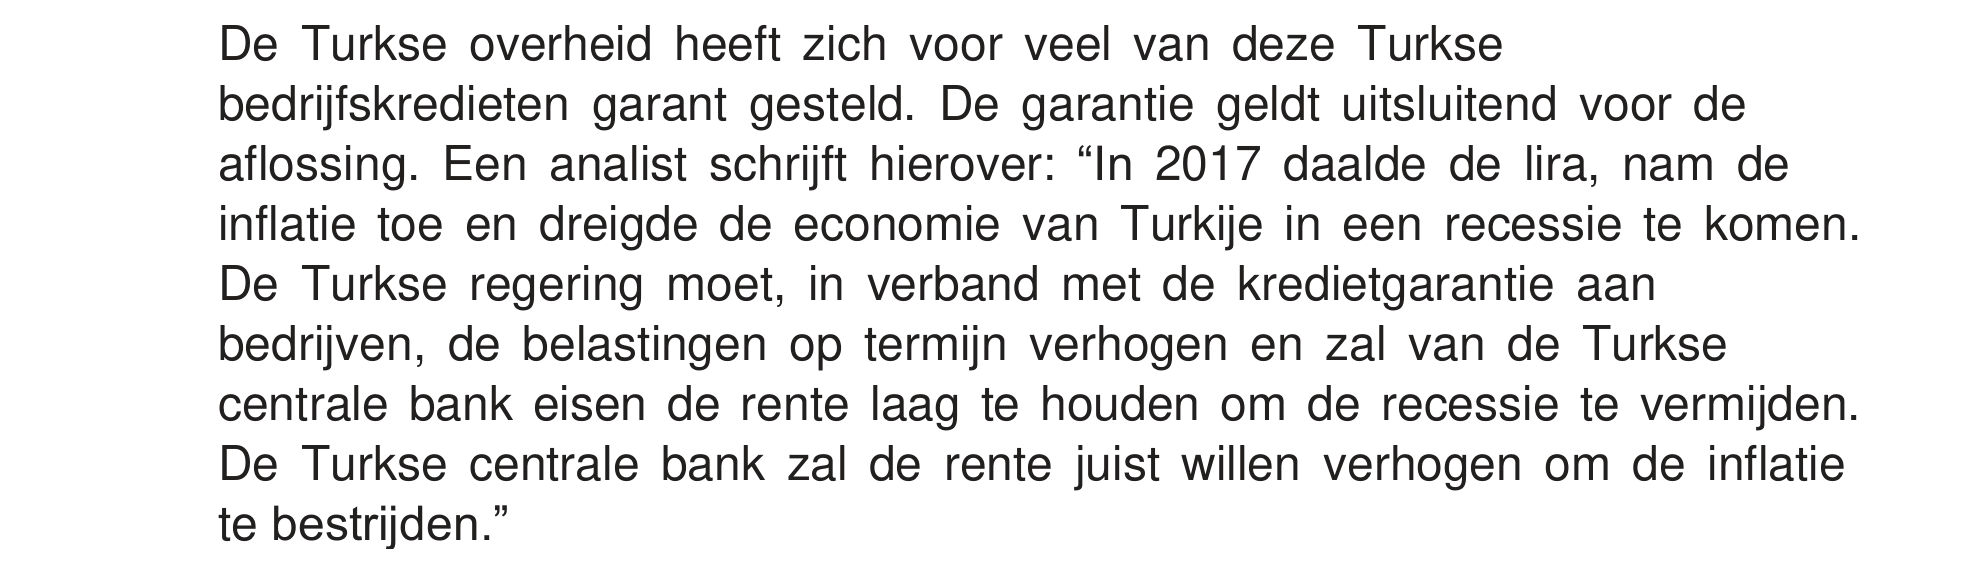 De Turkse overheid heeft zich voor veel van deze Turkse
bedrijfskredieten garant gesteld. De garantie geldt uitsluitend voor de
aflossing. Een analist schrijft hierover: “In 2017 daalde de lira, nam de
inflatie toe en dreigde de economie van Turkije in een recessie te komen.
De Turkse regering moet, in verband met de kredietgarantie aan
bedrijven, de belastingen op termijn verhogen en zal van de Turkse
centrale bank eisen de rente laag te houden om de recessie te vermijden.
De Turkse centrale bank zal de rente juist willen verhogen om de inflatie
te bestrijden.”